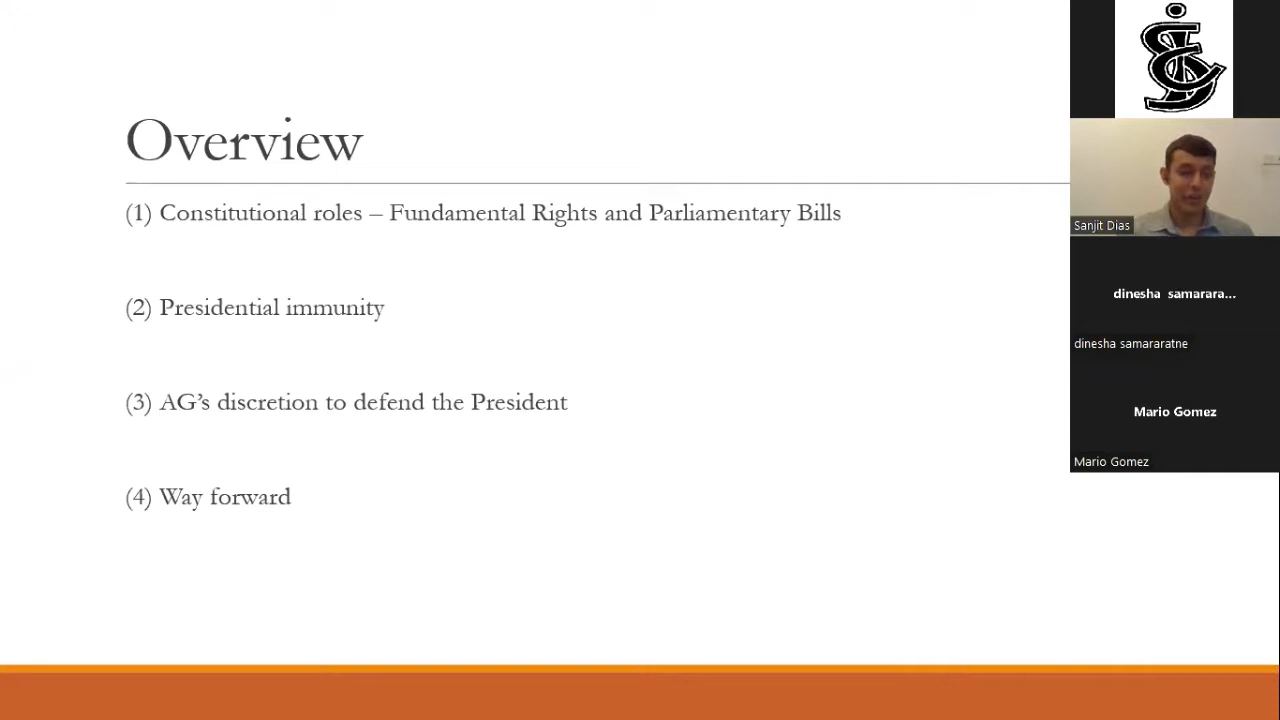 Overview
(1) Constitutional roles – Fundamental Rights and Parliamentary Bills
(2) Presidential immunity
(3) AG’s discretion to defend the President
(4) Way forward
Sanjit Dias
dinesha samarara...
dinesha samararatne
Mario Gomez
Mario Gomez